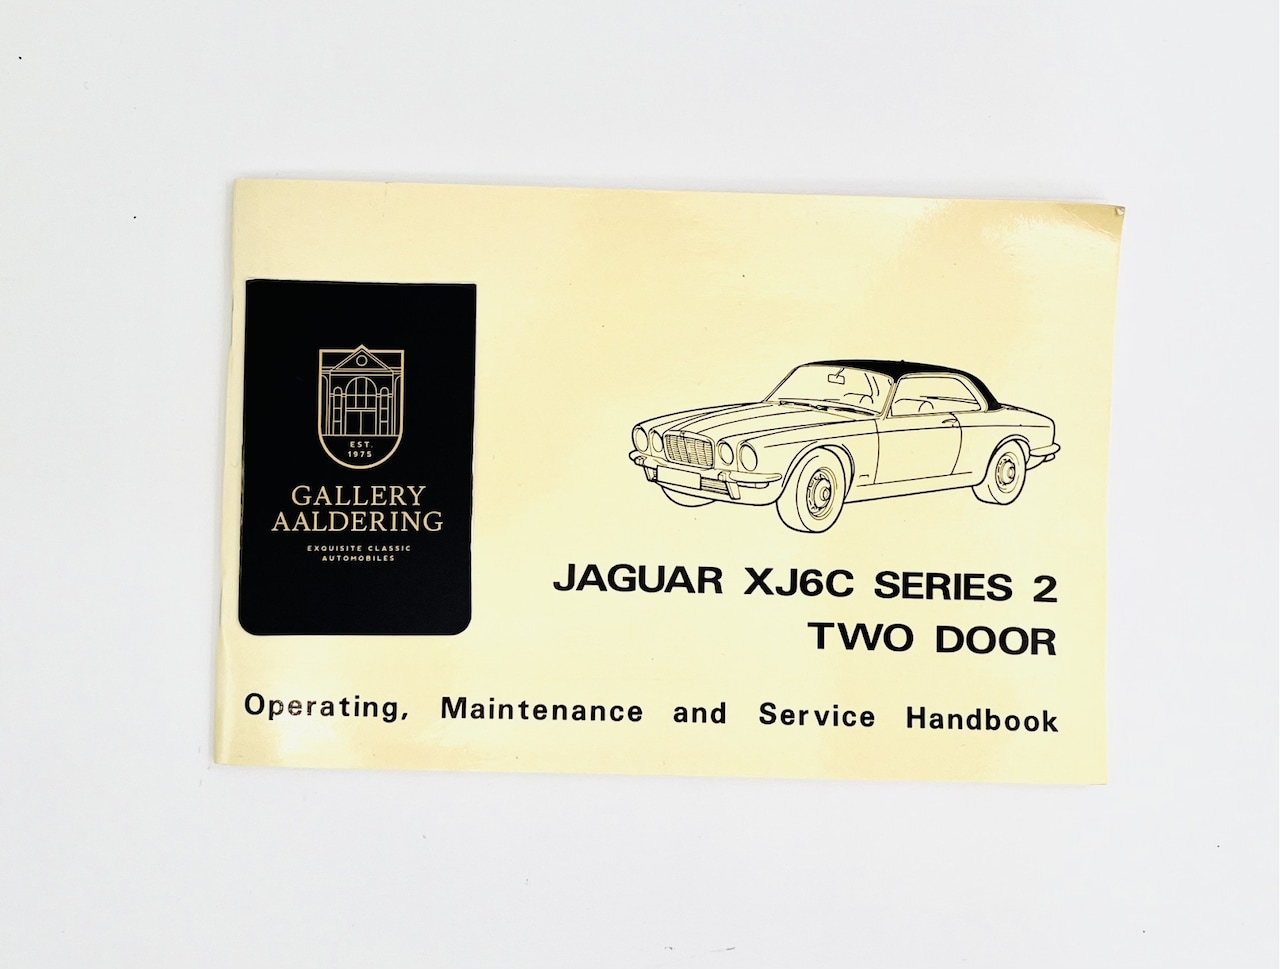 EST.
1975
GALLERY
AALDERING
EXQUISITE CLASSIC
AUTOMOBILES
JAGUAR XJ6C SERIES 2
TWO DOOR
Operating, Maintenance and Service Handbook